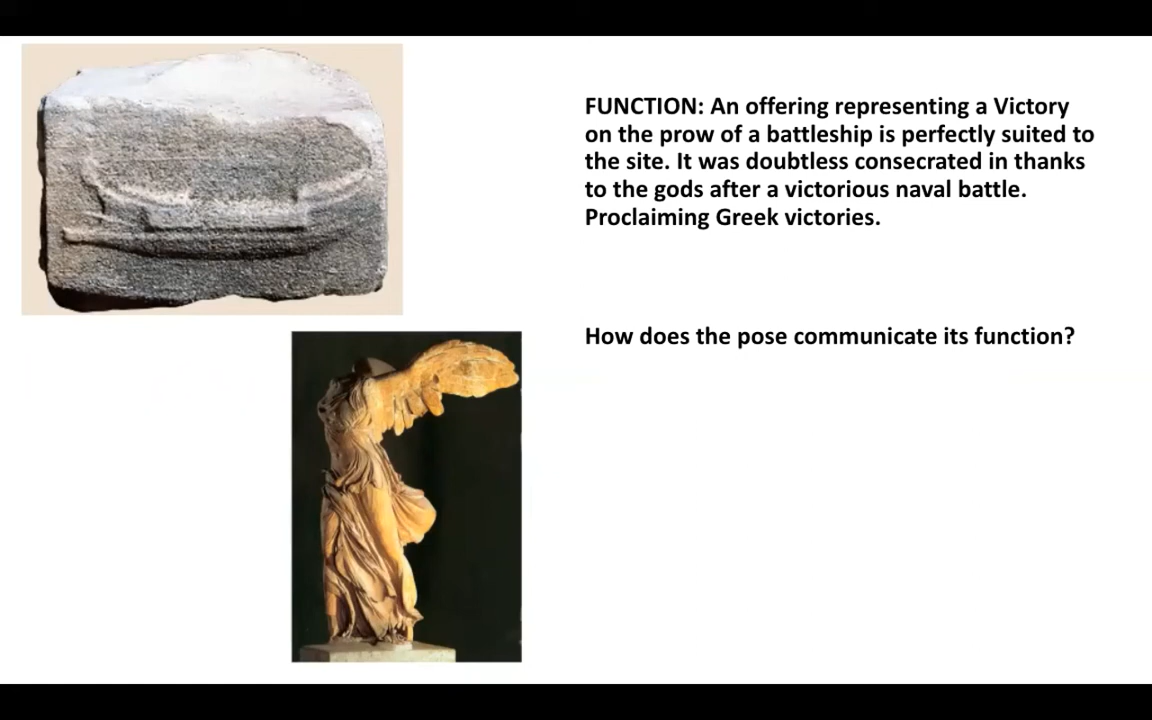 FUNCTION: An offering representing a Victory
on the prow of a battleship is perfectly suited to
the site. It was doubtless consecrated in thanks
to the gods after a victorious naval battle.
Proclaiming Greek victories.
How does the pose communicate its function?